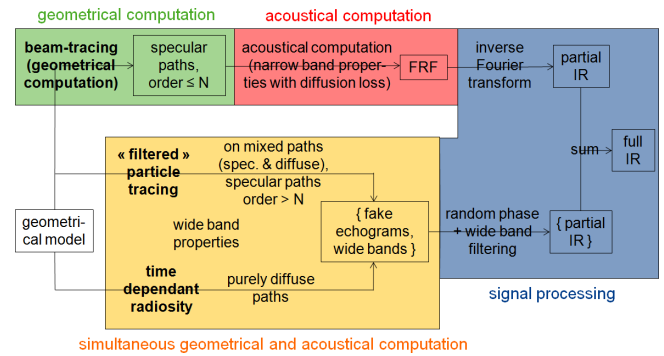 geometrical computation
acoustical computation
beam-tracing
(geometrical
computation)
specular
paths,
order ≤ N
acoustical computation
(narrow band proper-
ties with diffusion loss)
FRF
inverse
Fourier
transform
partial
IR
sum
full
IR
« filtered »
particle
tracing
on mixed paths
(spec. & diffuse),
specular paths
order > N
geometri-
cal model
wide band
properties
{ fake
echograms,
wide bands }
random phase
+ wide band
filtering
{ partial
IR }
time
dependant
radiosity
purely diffuse
paths
signal processing
simultaneous geometrical and acoustical computation